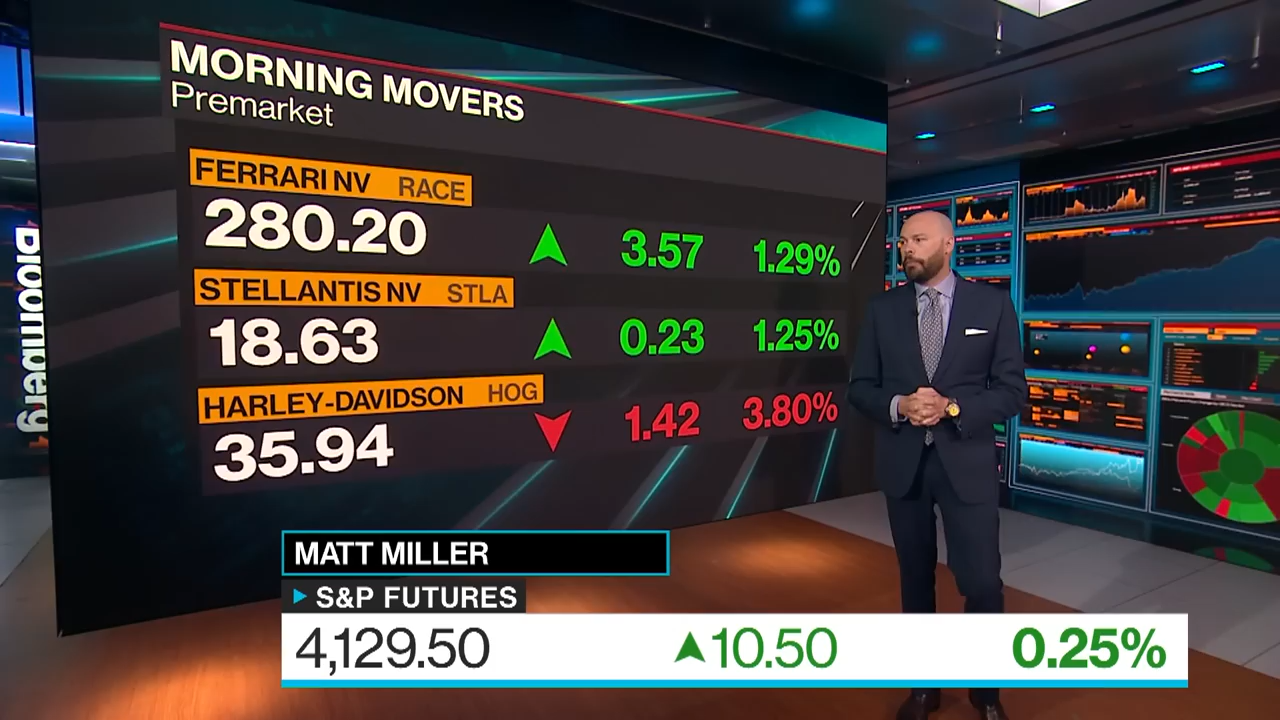 MORNING MOVERS
Premarket
FERRARI NV RACE
280.20 ▲ 3.57 1.29%
STELLANTIS NV STLA
18.63 ▲ 0.23 1.25%
HARLEY-DAVIDSON HOG
35.94 ▼ 1.42 3.80%
Bloomberg
MATT MILLER
S&P FUTURES
4,129.50 ▲10.50 0.25%